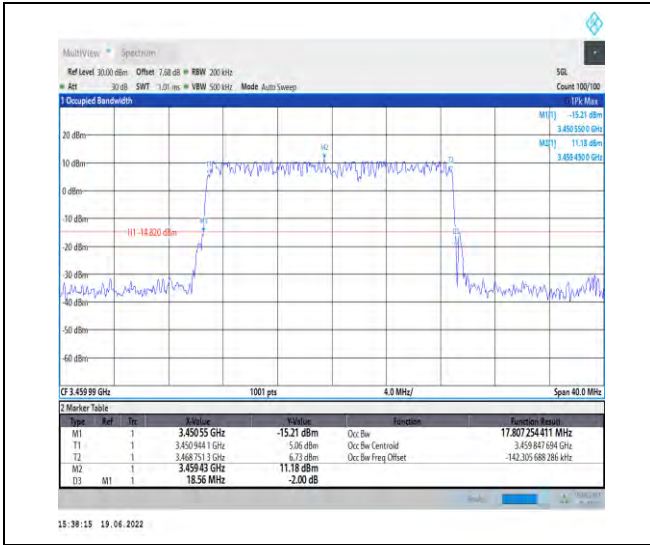 MultiView Spectrum
Ref Level 30.00 dBm Offset 7.68 dB RBW 200 kHz SGL
Att 30 dB SWT 1.01 ms VBW 500 kHz Mode Auto Sweep Count 100/100
1 Occupied Bandwidth 1Pk Max
M1[1] -15.21 dBm
3.450 550 0 GHz
M2[1] 11.18 dBm
3.459 430 0 GHz
20 dBm
M2
10 dBm
T2
0 dBm
-10 dBm
M1
H1 -14.820 dBm
D3
-20 dBm
-30 dBm
-40 dBm
-50 dBm
-60 dBm
CF 3.459 99 GHz 1001 pts 4.0 MHz/ Span 40.0 MHz
2 Marker Table
Type Ref Trc X-Value Y-Value Function Function Result
M1 1 3.450 55 GHz -15.21 dBm Occ Bw 17.807 254 411 MHz
T1 1 3.450 944 1 GHz 5.06 dBm Occ Bw Centroid 3.459 847 694 GHz
T2 1 3.468 751 3 GHz 6.73 dBm Occ Bw Freq Offset -142.305 688 286 kHz
M2 1 3.459 43 GHz 11.18 dBm
D3 M1 1 18.56 MHz -2.00 dB
15:38:15 19.06.2022